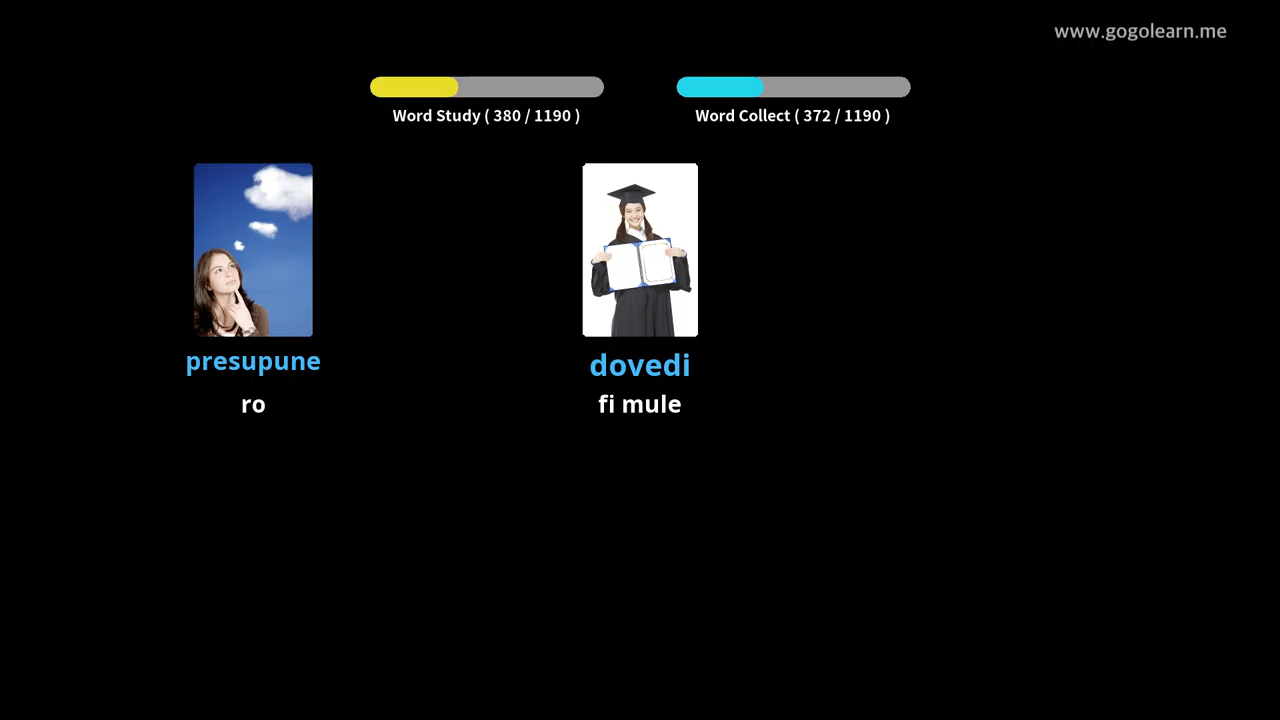 www.gogolearn.me
Word Study ( 380 / 1190 )
Word Collect ( 372 / 1190 )
presupune
ro
dovedi
fi mule